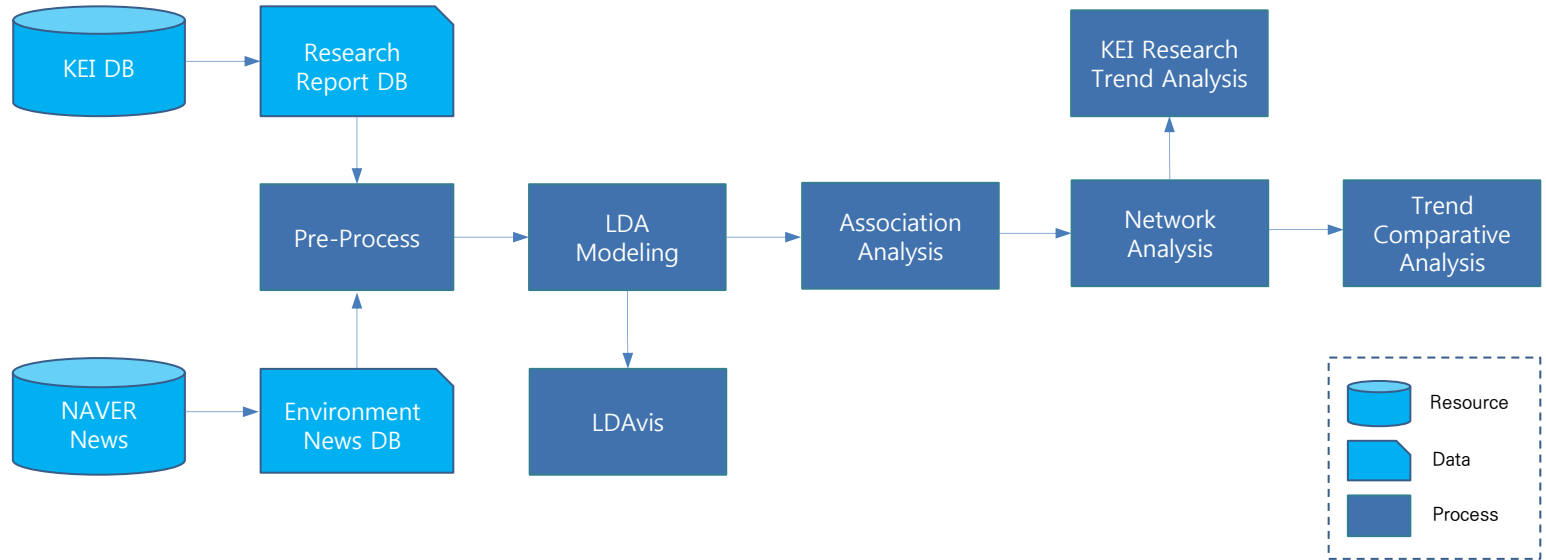 KEI DB
Research
Report DB
KEI Research
Trend Analysis
Pre-Process
LDA
Modeling
Association
Analysis
Network
Analysis
Trend
Comparative
Analysis
NAVER
News
Environment
News DB
LDAvis
Resource
Data
Process